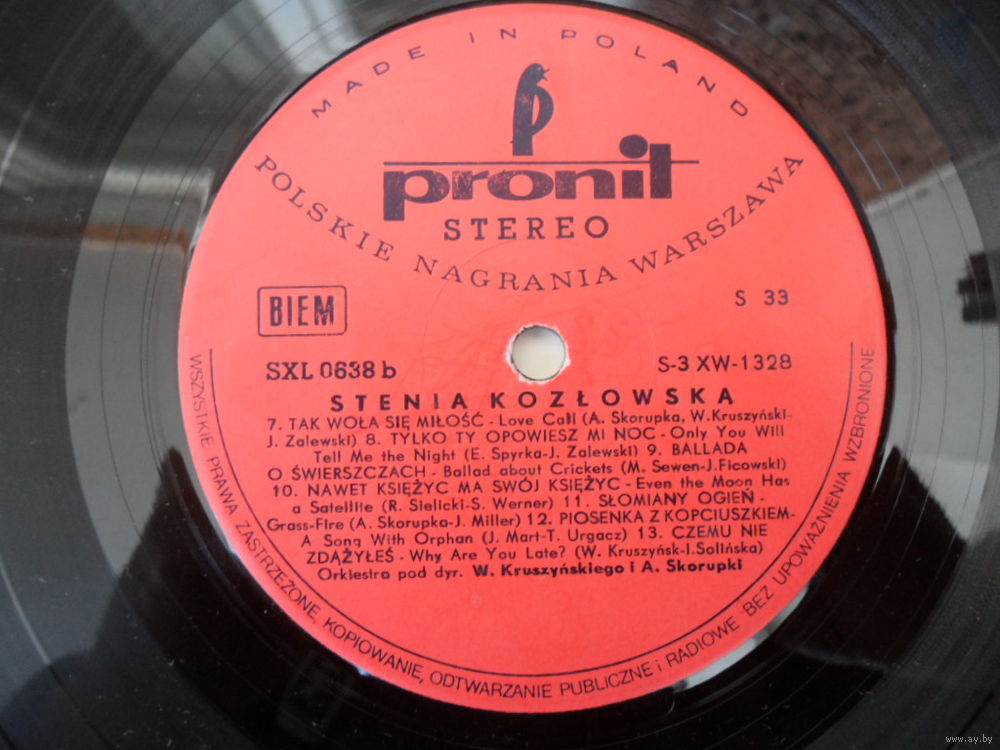 MADE IN POLAND
pronit
STEREO
POLSKIE NAGRANIA WARSZAWA
BIEM
S 33
SXL 0638 b
S-3 XW-1328
STENIA KOZŁOWSKA
7. TAK WOŁA SIĘ MIŁOŚĆ - Love Call (A. Skorupka, W. Kruszyński-
J. Zalewski) 8. TYLKO TY OPOWIESZ MI NOC - Only You Will
Tell Me the Night (E. Spyrka-J. Zalewski) 9. BALLADA
O ŚWIERSZCZACH - Ballad about Crickets (M. Sewen-J. Ficowski)
10. NAWET KSIĘŻYC MA SWÓJ KSIĘŻYC - Even the Moon Has
a Satellite (R. Sielicki-S. Werner) 11. SŁOMIANY OGIEŃ -
Grass-Fire (A. Skorupka-J. Miller) 12. PIOSENKA Z KOPCIUSZKIEM-
A Song With Orphan (J. Mart-T. Urgacz) 13. CZEMU NIE
ZDĄŻYŁEŚ - Why Are You Late? (W. Kruszyńsk-I. Solińska)
Orkiestra pod dyr. W. Kruszyńskiego i A. Skorupki
WSZYSTKIE PRAWA ZASTRZEŻONE, KOPIOWANIE, ODTWARZANIE PUBLICZNE i RADIOWE BEZ UPOWAŻNIENIA WZBRONIONE
www.ay.by